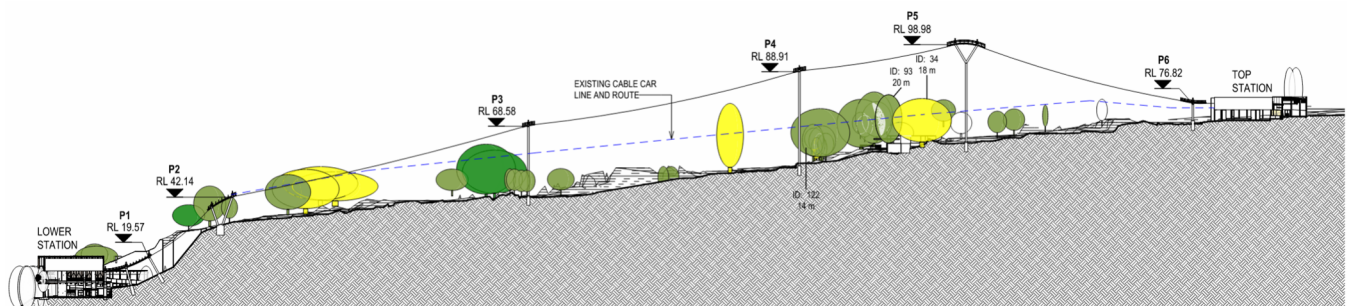 P5
RL 98.98
P4
RL 88.91
ID: 93
20 m
ID: 34
18 m
P6
RL 76.82
TOP
STATION
EXISTING CABLE CAR
LINE AND ROUTE
P3
RL 68.58
P2
RL 42.14
ID: 122
14 m
P1
RL 19.57
LOWER
STATION